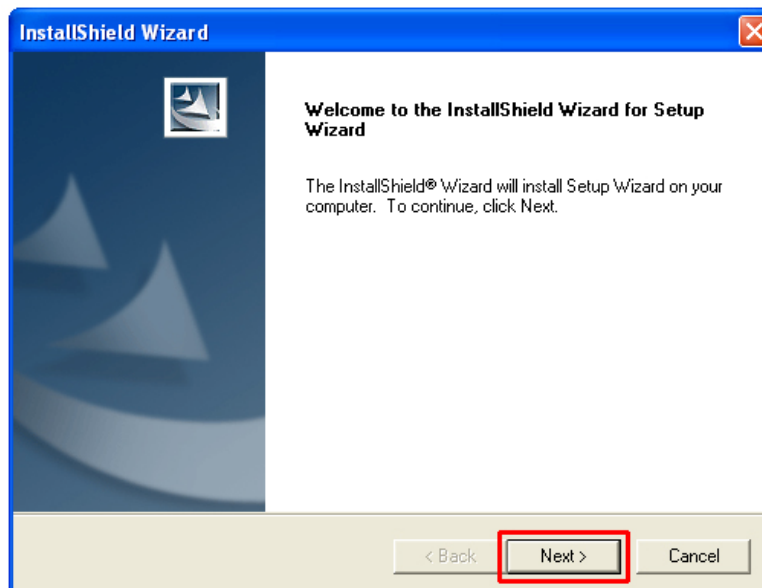 InstallShield Wizard
Welcome to the InstallShield Wizard for Setup
Wizard
The InstallShield® Wizard will install Setup Wizard on your
computer.  To continue, click Next.
< Back
Next >
Cancel